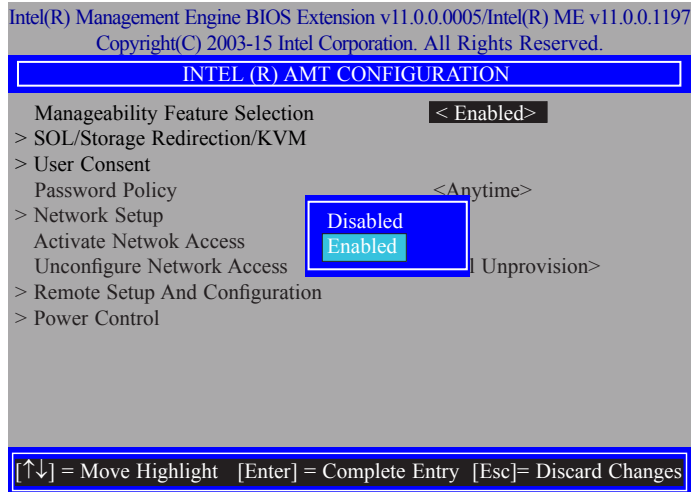 Intel(R) Management Engine BIOS Extension v11.0.0.0005/Intel(R) ME v11.0.0.1197
Copyright(C) 2003-15 Intel Corporation. All Rights Reserved.
INTEL (R) AMT CONFIGURATION
Manageability Feature Selection < Enabled>
> SOL/Storage Redirection/KVM
> User Consent
Password Policy <Anytime>
> Network Setup
Disabled
Activate Netwok Access
Enabled
Unconfigure Network Access l Unprovision>
> Remote Setup And Configuration
> Power Control
[↑↓] = Move Highlight [Enter] = Complete Entry [Esc]= Discard Changes